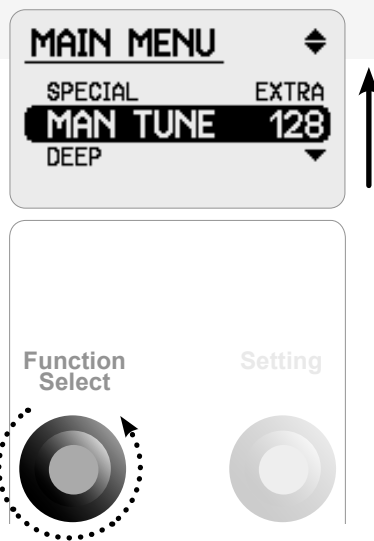 MAIN MENU
SPECIAL EXTRA
MAN TUNE 128
DEEP
Function Setting
Select